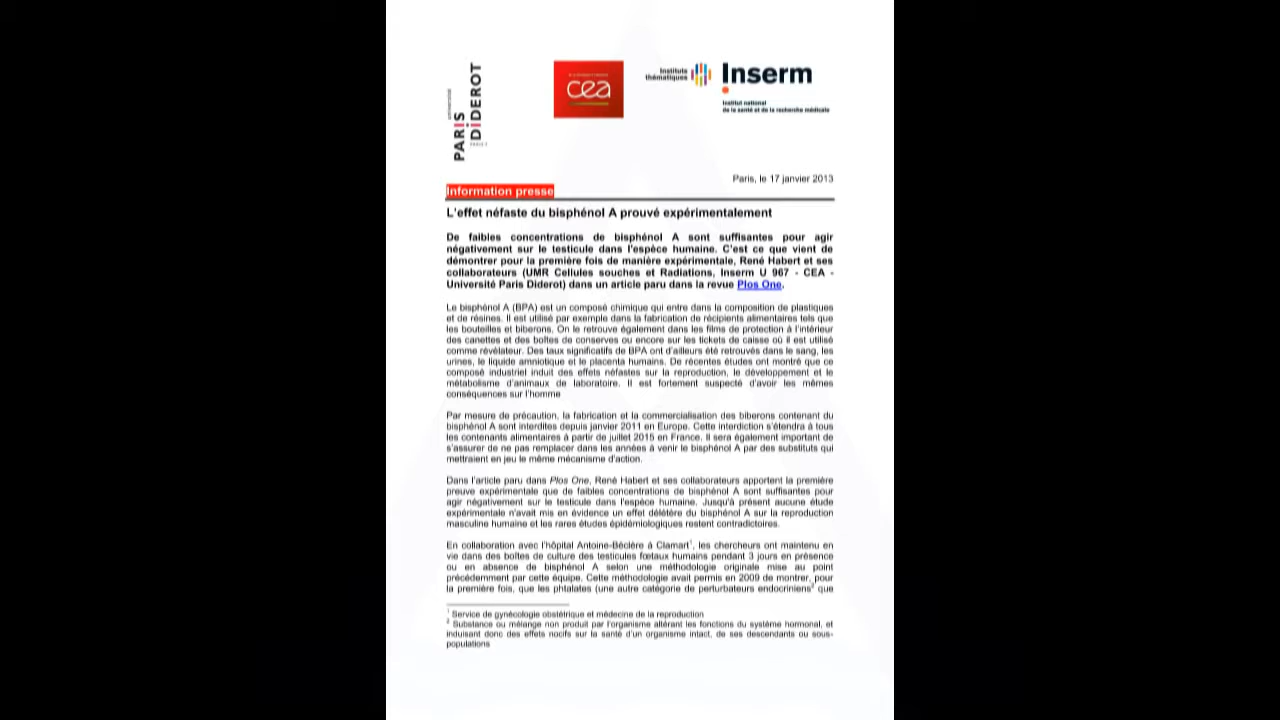 UNIVERSITÉ
PARIS
DIDEROT
PARIS 7
cea
Instituts
thématiques
Inserm
Institut national
de la santé et de la recherche médicale
Paris, le 17 janvier 2013
Information presse
L'effet néfaste du bisphénol A prouvé expérimentalement
De faibles concentrations de bisphénol A sont suffisantes pour agir
négativement sur le testicule dans l'espèce humaine. C'est ce que vient de
démontrer pour la première fois de manière expérimentale, René Habert et ses
collaborateurs (UMR Cellules souches et Radiations, Inserm U 967 - CEA -
Université Paris Diderot) dans un article paru dans la revue Plos One.
Le bisphénol A (BPA) est un composé chimique qui entre dans la composition de plastiques
et de résines. Il est utilisé par exemple dans la fabrication de récipients alimentaires tels que
les bouteilles et biberons. On le retrouve également dans les films de protection à l'intérieur
des canettes et des boîtes de conserves ou encore sur les tickets de caisse où il est utilisé
comme révélateur. Des taux significatifs de BPA ont d'ailleurs été retrouvés dans le sang, les
urines, le liquide amniotique et le placenta humains. De récentes études ont montré que ce
composé industriel induit des effets néfastes sur la reproduction, le développement et le
métabolisme d'animaux de laboratoire. Il est fortement suspecté d'avoir les mêmes
conséquences sur l'homme
Par mesure de précaution, la fabrication et la commercialisation des biberons contenant du
bisphénol A sont interdites depuis janvier 2011 en Europe. Cette interdiction s'étendra à tous
les contenants alimentaires à partir de juillet 2015 en France. Il sera également important de
s'assurer de ne pas remplacer dans les années à venir le bisphénol A par des substituts qui
mettraient en jeu le même mécanisme d'action.
Dans l'article paru dans Plos One, René Habert et ses collaborateurs apportent la première
preuve expérimentale que de faibles concentrations de bisphénol A sont suffisantes pour
agir négativement sur le testicule dans l'espèce humaine. Jusqu'à présent aucune étude
expérimentale n'avait mis en évidence un effet délétère du bisphénol A sur la reproduction
masculine humaine et les rares études épidémiologiques restent contradictoires.
En collaboration avec l'hôpital Antoine-Béclère à Clamart¹, les chercheurs ont maintenu en
vie dans des boîtes de culture des testicules fœtaux humains pendant 3 jours en présence
ou en absence de bisphénol A selon une méthodologie originale mise au point
précédemment par cette équipe. Cette méthodologie avait permis en 2009 de montrer, pour
la première fois, que les phtalates (une autre catégorie de perturbateurs endocriniens² que
¹ Service de gynécologie obstétrique et médecine de la reproduction
² Substance ou mélange non produit par l'organisme altérant les fonctions du système hormonal, et
induisant donc des effets nocifs sur la santé d'un organisme intact, de ses descendants ou sous-
populations